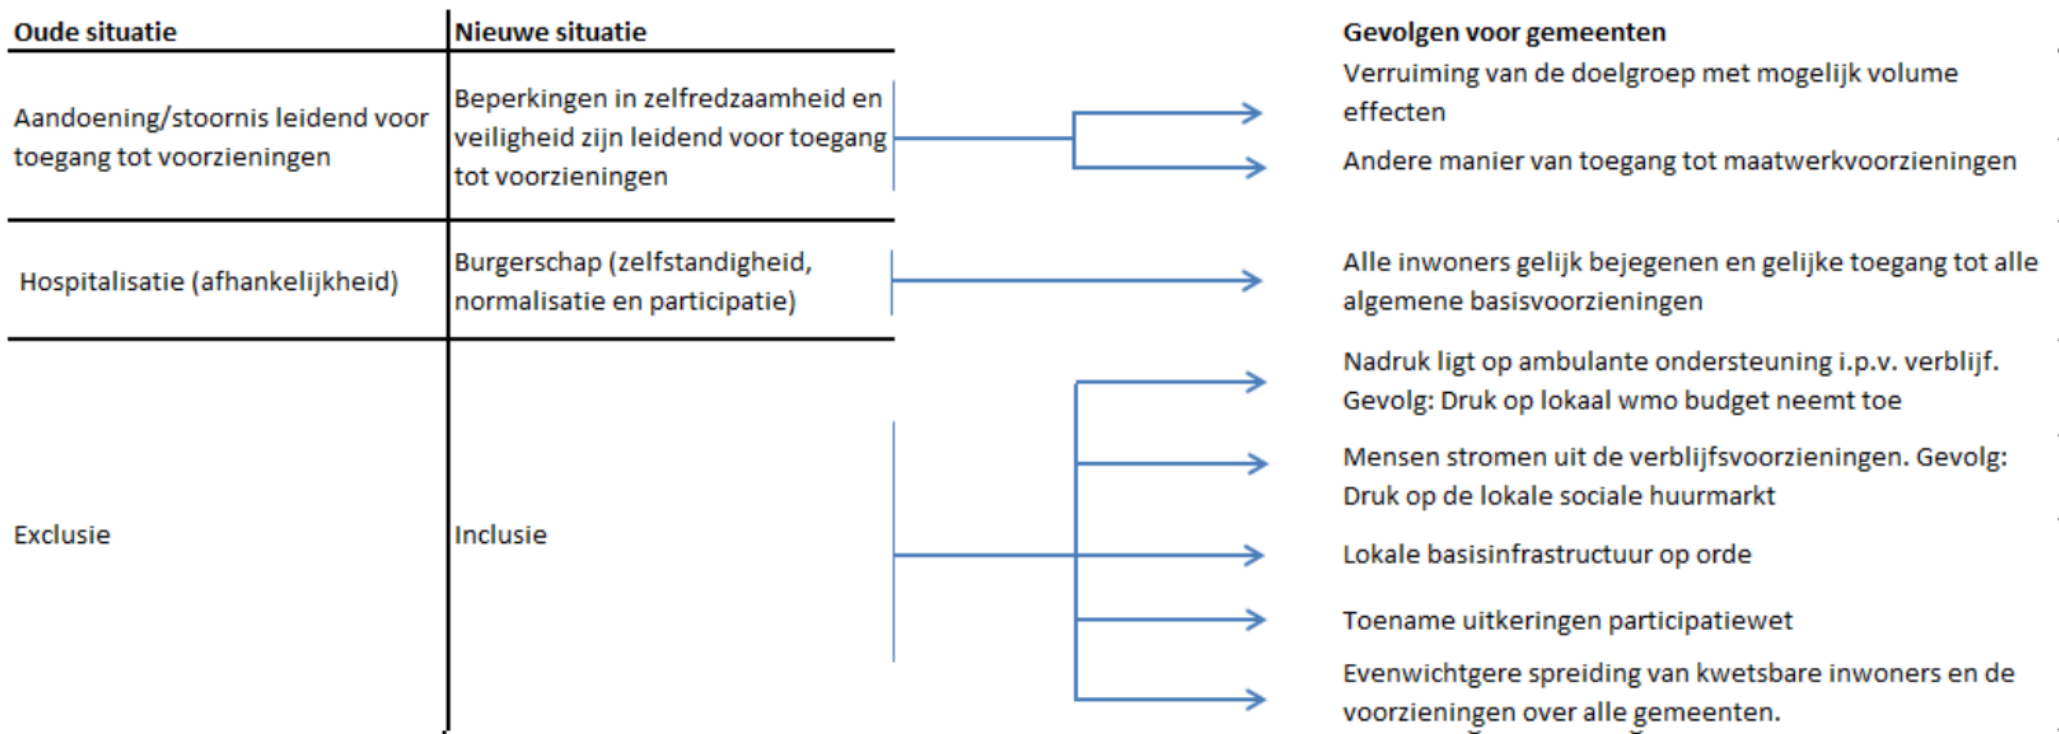 Oude situatie
Nieuwe situatie
Gevolgen voor gemeenten
Aandoening/stoornis leidend voor
toegang tot voorzieningen
Beperkingen in zelfredzaamheid en
veiligheid zijn leidend voor toegang
tot voorzieningen
Verruiming van de doelgroep met mogelijk volume
effecten
Andere manier van toegang tot maatwerkvoorzieningen
Hospitalisatie (afhankelijkheid)
Burgerschap (zelfstandigheid,
normalisatie en participatie)
Alle inwoners gelijk bejegenen en gelijke toegang tot alle
algemene basisvoorzieningen
Exclusie
Inclusie
Nadruk ligt op ambulante ondersteuning i.p.v. verblijf.
Gevolg: Druk op lokaal wmo budget neemt toe
Mensen stromen uit de verblijfsvoorzieningen. Gevolg:
Druk op de lokale sociale huurmarkt
Lokale basisinfrastructuur op orde
Toename uitkeringen participatiewet
Evenwichtgere spreiding van kwetsbare inwoners en de
voorzieningen over alle gemeenten.